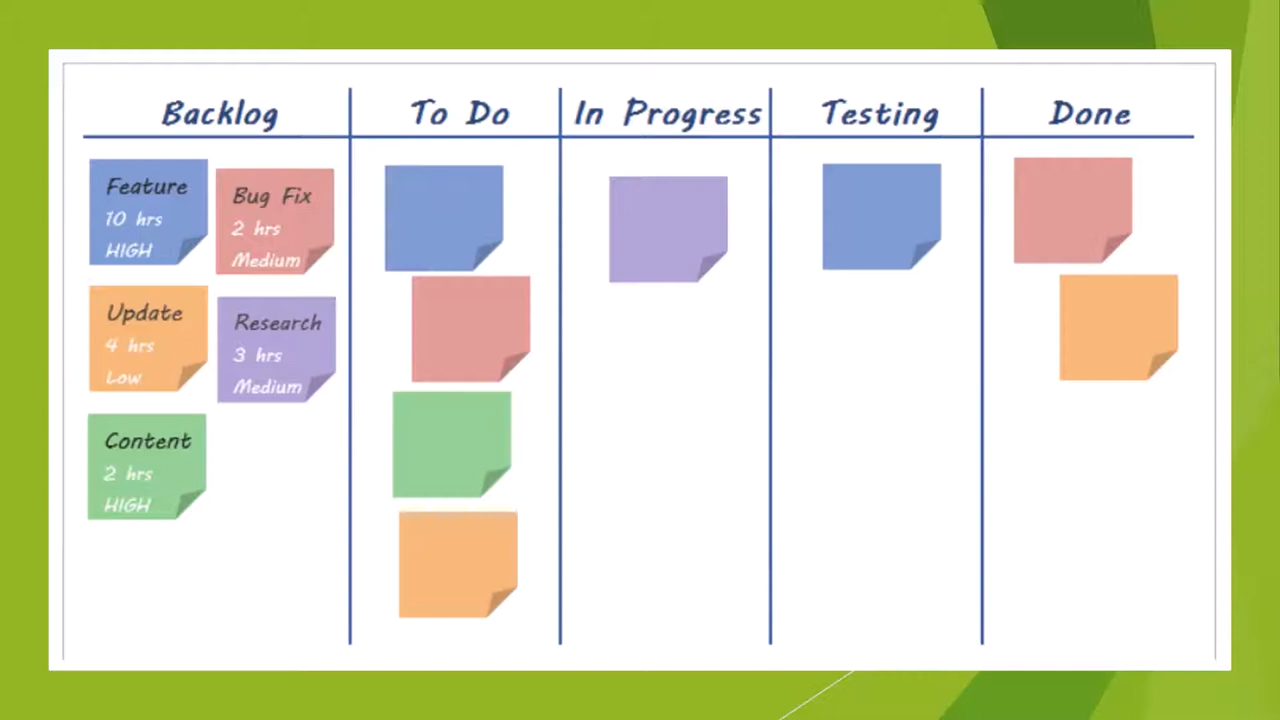 Backlog
To Do
In Progress
Testing
Done
Feature
10 hrs
HIGH
Bug Fix
2 hrs
Medium
Update
4 hrs
Low
Research
3 hrs
Medium
Content
2 hrs
HIGH